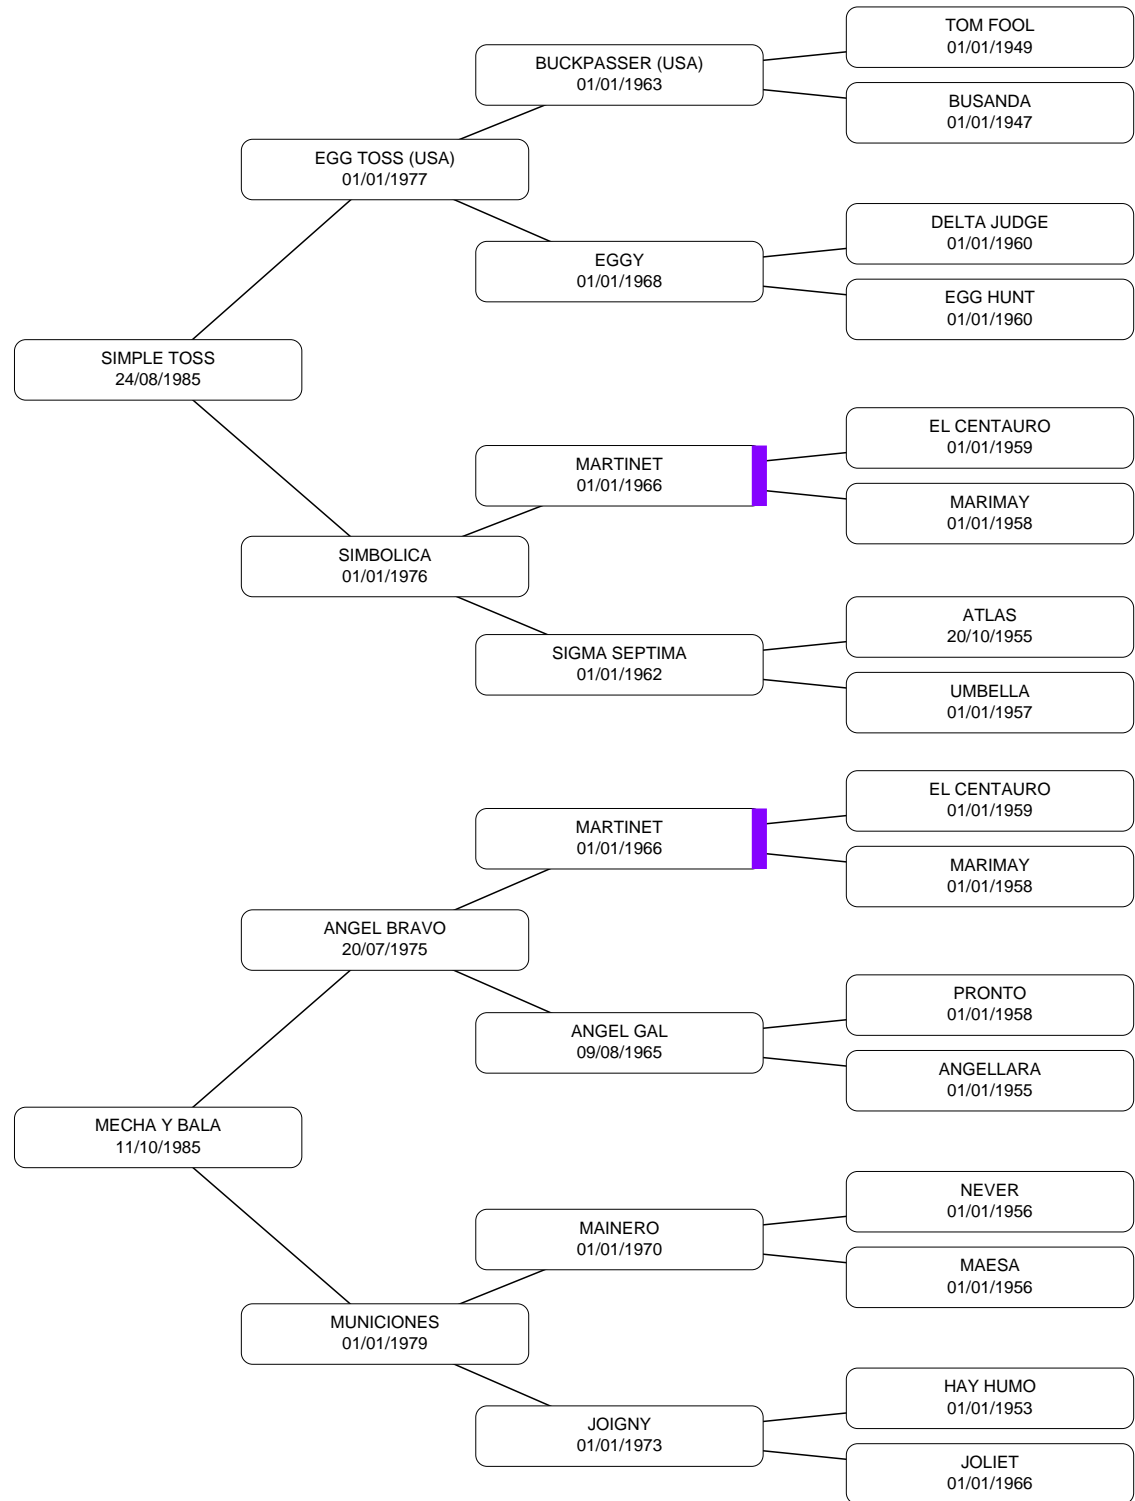 TOM FOOL
01/01/1949
BUCKPASSER (USA)
01/01/1963
BUSANDA
01/01/1947
EGG TOSS (USA)
01/01/1977
DELTA JUDGE
01/01/1960
EGGY
01/01/1968
EGG HUNT
01/01/1960
SIMPLE TOSS
24/08/1985
EL CENTAURO
01/01/1959
MARTINET
01/01/1966
MARIMAY
01/01/1958
SIMBOLICA
01/01/1976
ATLAS
20/10/1955
SIGMA SEPTIMA
01/01/1962
UMBELLA
01/01/1957
EL CENTAURO
01/01/1959
MARTINET
01/01/1966
MARIMAY
01/01/1958
ANGEL BRAVO
20/07/1975
PRONTO
01/01/1958
ANGEL GAL
09/08/1965
ANGELLARA
01/01/1955
MECHA Y BALA
11/10/1985
NEVER
01/01/1956
MAINERO
01/01/1970
MAESA
01/01/1956
MUNICIONES
01/01/1979
HAY HUMO
01/01/1953
JOIGNY
01/01/1973
JOLIET
01/01/1966